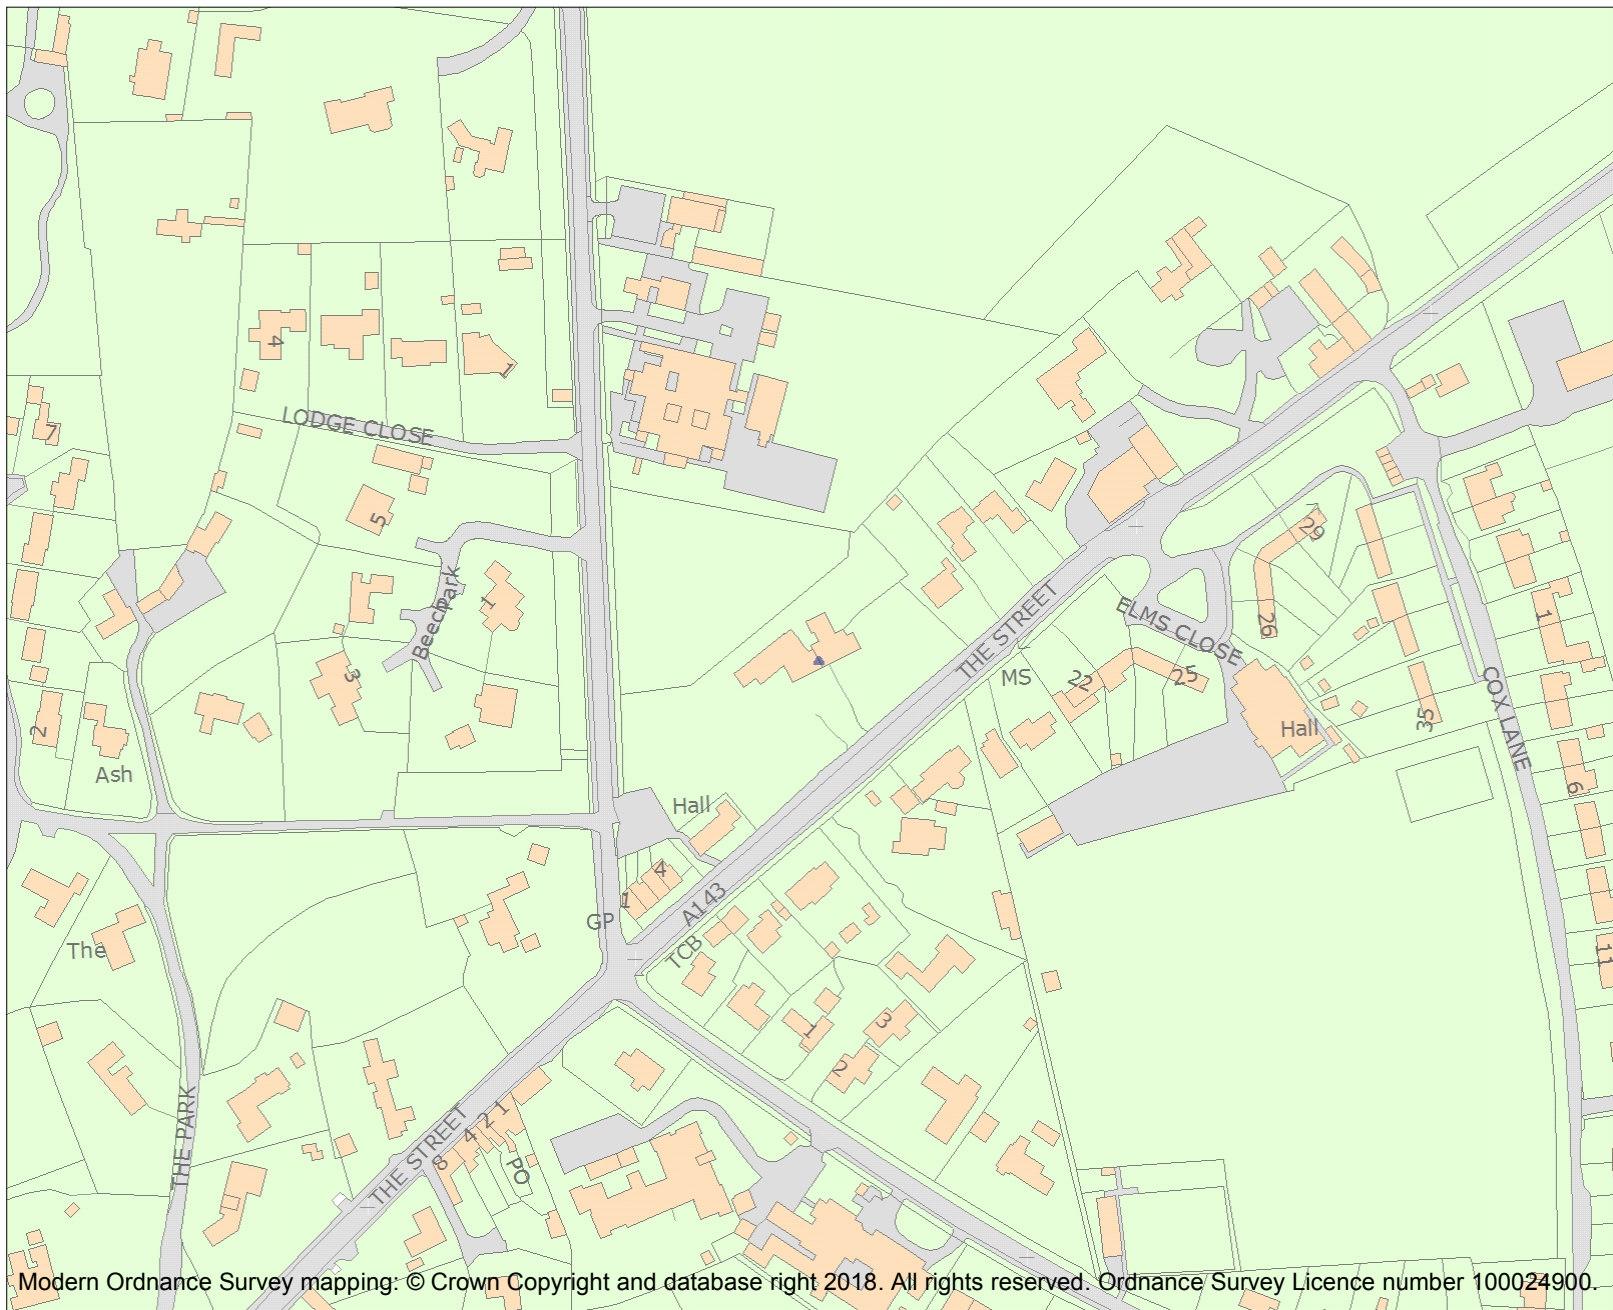 4
1
LODGE CLOSE
7
5
29
Beech Park
1
THE STREET
ELMS CLOSE
26
1
3
MS
22
25
COX LANE
2
35
Hall
Ash
6
Hall
4
1
A143
GP
TCB
The
11
1
3
2
THE PARK
THE STREET
8
4
2
1
PO
Modern Ordnance Survey mapping: © Crown Copyright and database right 2018. All rights reserved. Ordnance Survey Licence number 100024900.